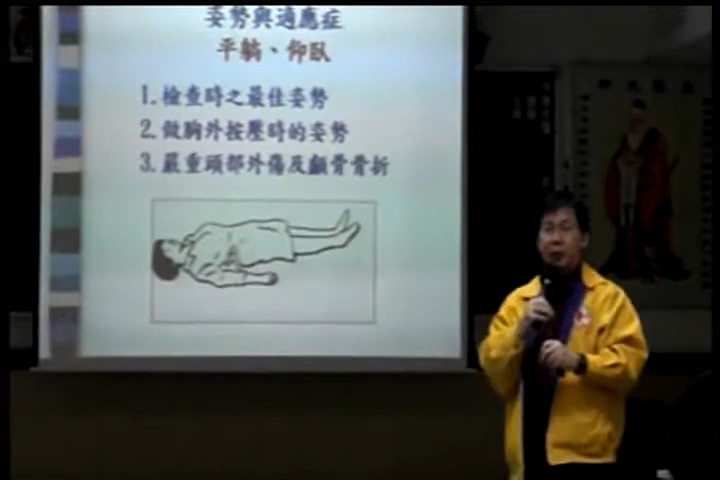 姿勢與適應症
平躺、仰臥
1.檢查時之最佳姿勢
2.做胸外按壓時的姿勢
3.嚴重頭部外傷及顱骨骨折